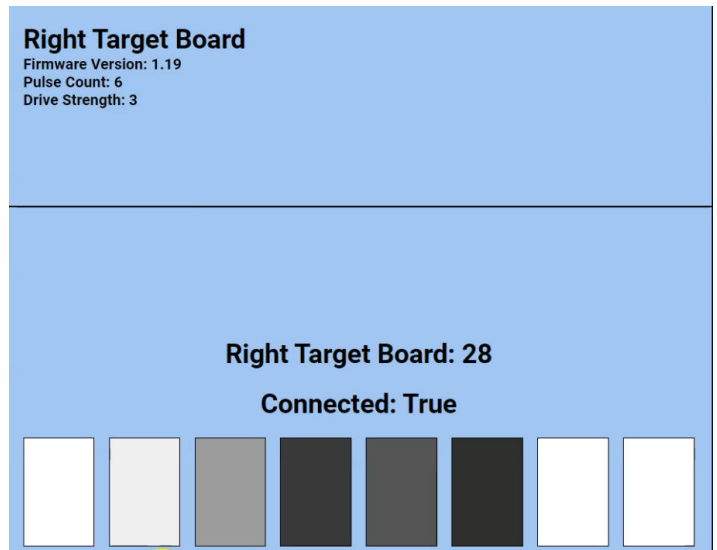 Right Target Board
Firmware Version: 1.19
Pulse Count: 6
Drive Strength: 3
Right Target Board: 28
Connected: True